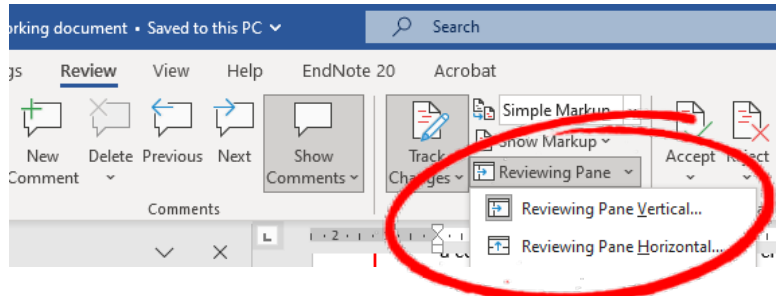 orking document • Saved to this PC
Search
gs Review View Help EndNote 20 Acrobat
Simple Markup
Show Markup
Reviewing Pane
New Comment
Delete
Previous
Next
Show Comments
Track Changes
Accept
Reject
Comments
Reviewing Pane Vertical...
Reviewing Pane Horizontal...
L
2 1